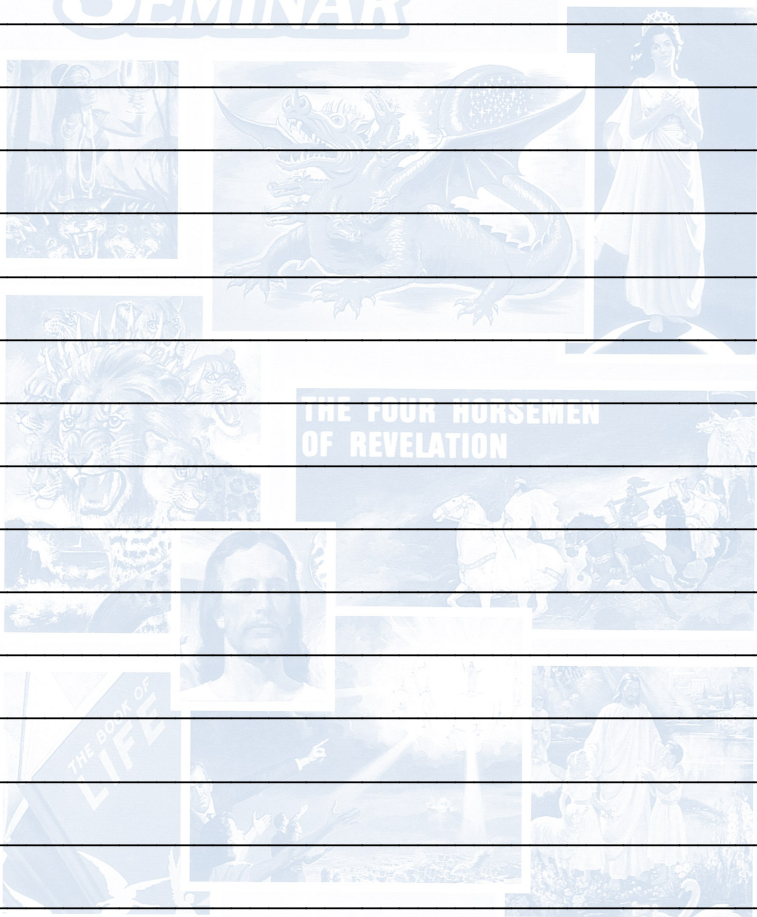 SEMINAR
THE FOUR HORSEMEN
OF REVELATION
THE BOOK OF
LIFE